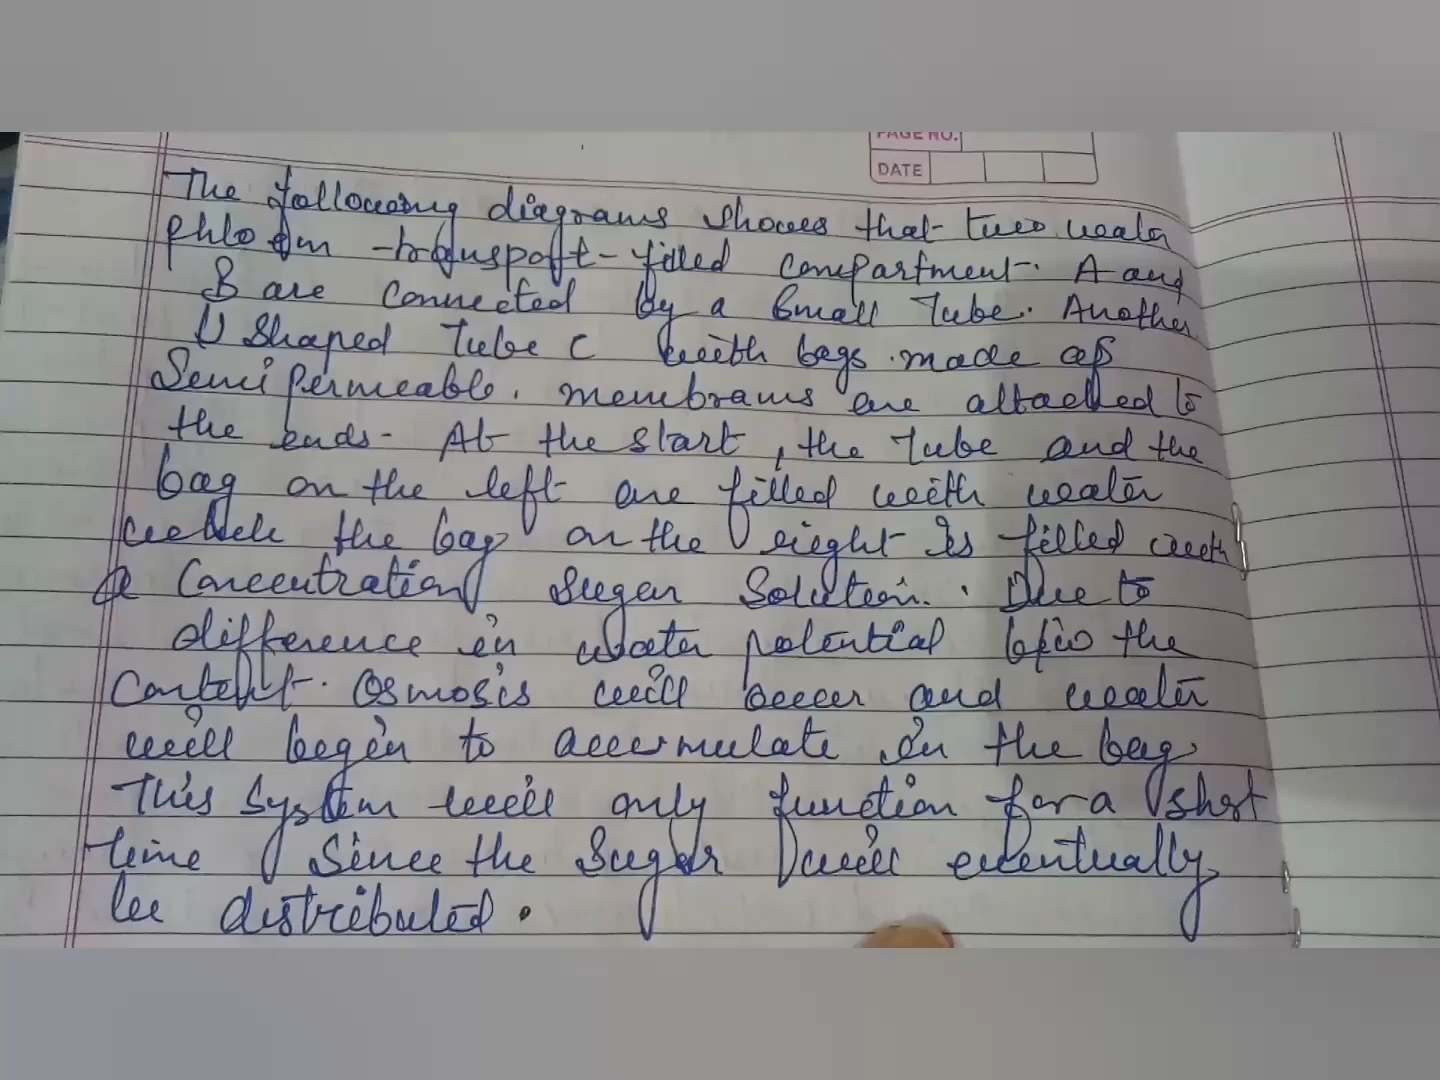 PAGE NO.
DATE
The following diagrams shows that two water
phloem transport-filled compartment. A and
B are connected by a small Tube. Another
U shaped Tube C with bags made of
Semi permeable. membrans are attached to
the ends- At the start, the Tube and the
bag on the left are filled with water
while the bag on the right is filled with
a concentration sugar Solution. Due to
difference in water potential b/w the
content. Osmosis will occur and water
will begin to accumulate in the bag
This system will only function for a short
time Since the Sugar will eventually
be distributed.